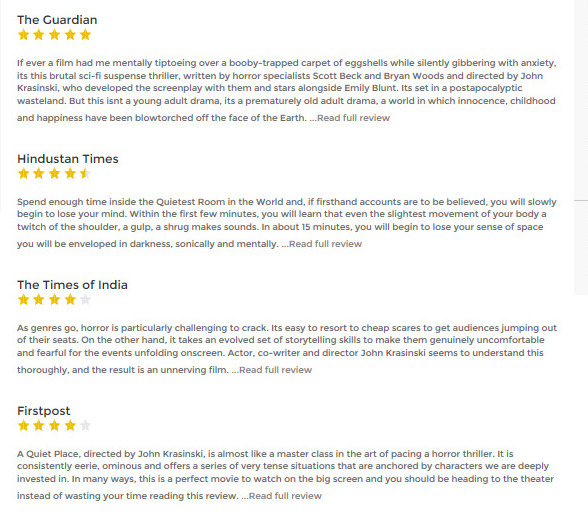 The Guardian
If ever a film had me mentally tiptoeing over a booby-trapped carpet of eggshells while silently gibbering with anxiety,
its this brutal sci-fi suspense thriller, written by horror specialists Scott Beck and Bryan Woods and directed by John
Krasinski, who developed the screenplay with them and stars alongside Emily Blunt. Its set in a postapocalyptic
wasteland. But this isnt a young adult drama, its a prematurely old adult drama, a world in which innocence, childhood
and happiness have been blowtorched off the face of the Earth. ...Read full review
Hindustan Times
Spend enough time inside the Quietest Room in the World and, if firsthand accounts are to be believed, you will slowly
begin to lose your mind. Within the first few minutes, you will learn that even the slightest movement of your body a
twitch of the shoulder, a gulp, a shrug makes sounds. In about 15 minutes, you will begin to lose your sense of space
you will be enveloped in darkness, sonically and mentally. ...Read full review
The Times of India
As genres go, horror is particularly challenging to crack. Its easy to resort to cheap scares to get audiences jumping out
of their seats. On the other hand, it takes an evolved set of storytelling skills to make them genuinely uncomfortable
and fearful for the events unfolding onscreen. Actor, co-writer and director John Krasinski seems to understand this
thoroughly, and the result is an unnerving film. ...Read full review
Firstpost
A Quiet Place, directed by John Krasinski, is almost like a master class in the art of pacing a horror thriller. It is
consistently eerie, ominous and offers a series of very tense situations that are anchored by characters we are deeply
invested in. In many ways, this is a perfect movie to watch on the big screen and you should be heading to the theater
instead of wasting your time reading this review. ...Read full review